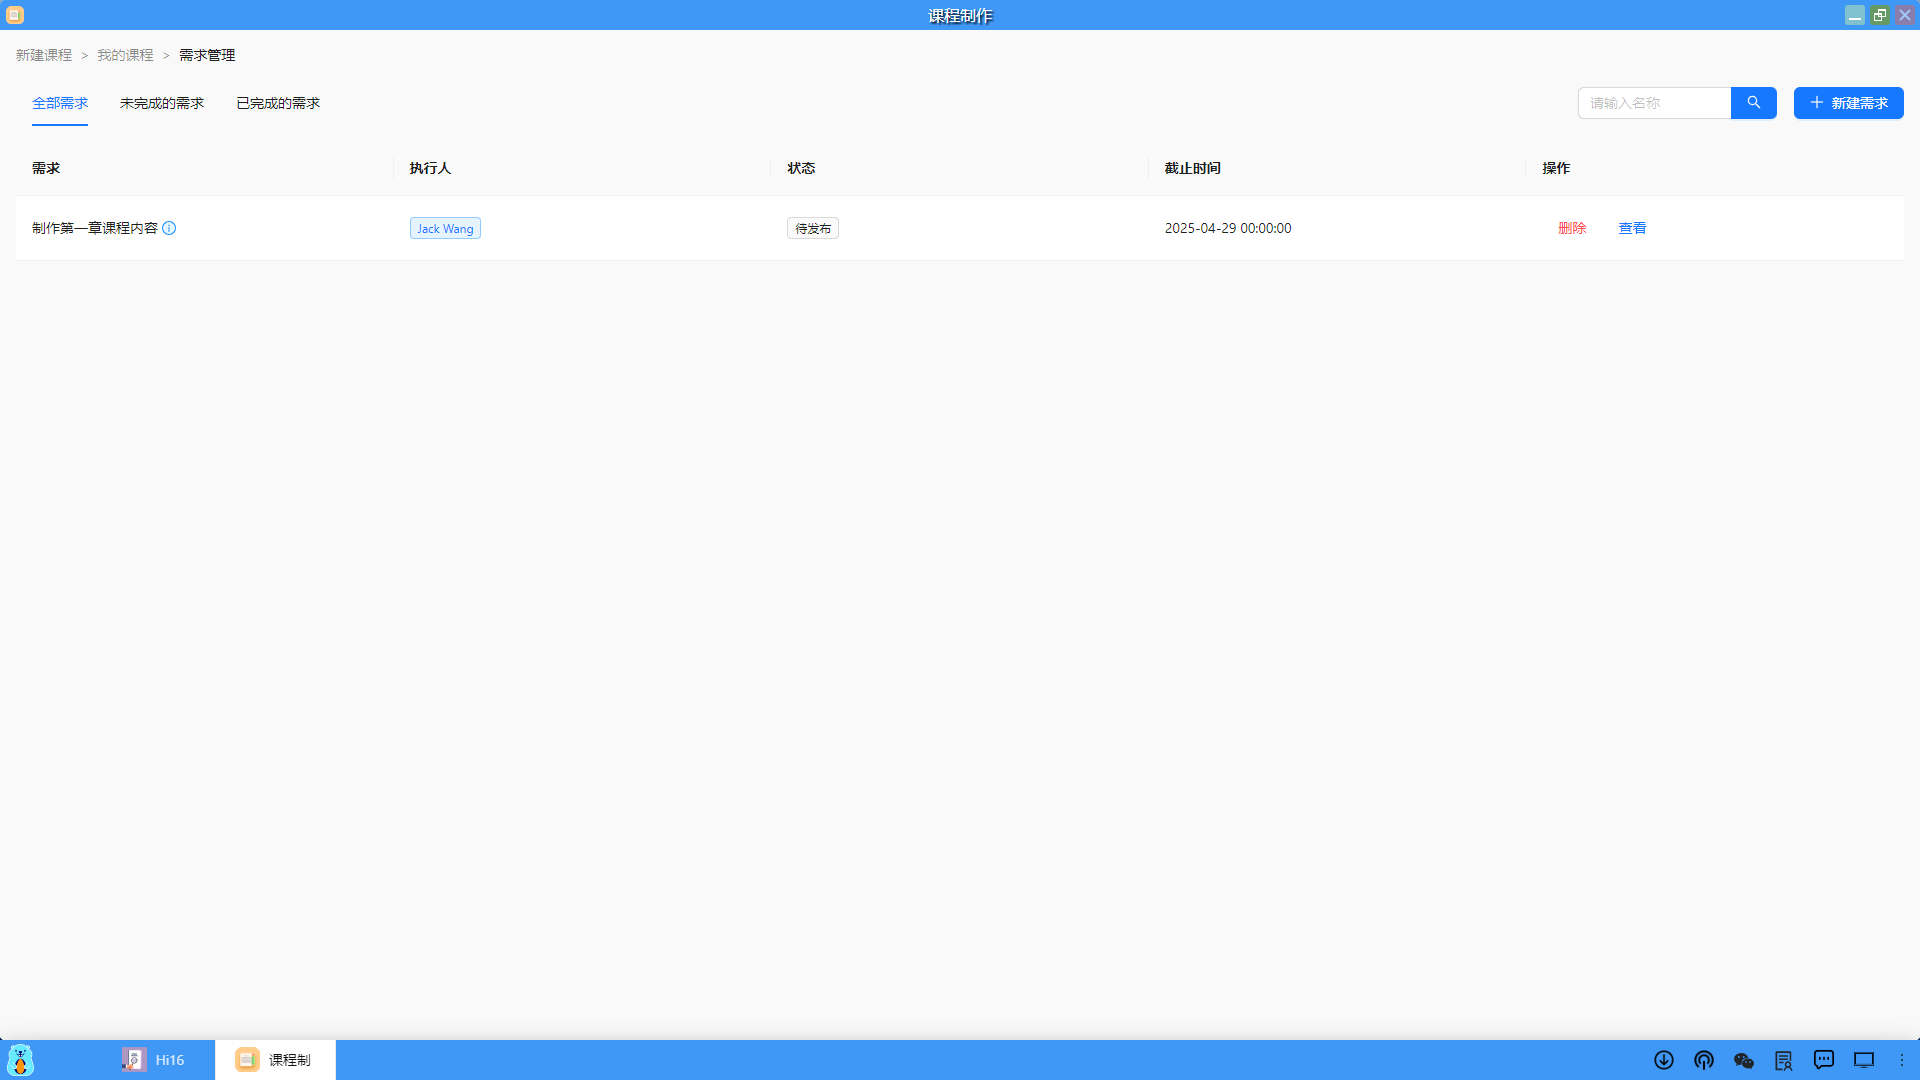 课程制作
新建课程 > 我的课程 > 需求管理
全部需求 未完成的需求 已完成的需求 请输入名称 新建需求
需求 执行人 状态 截止时间 操作
制作第一章课程内容 Jack Wang 待发布 2025-04-29 00:00:00 删除 查看
Hi16 课程制